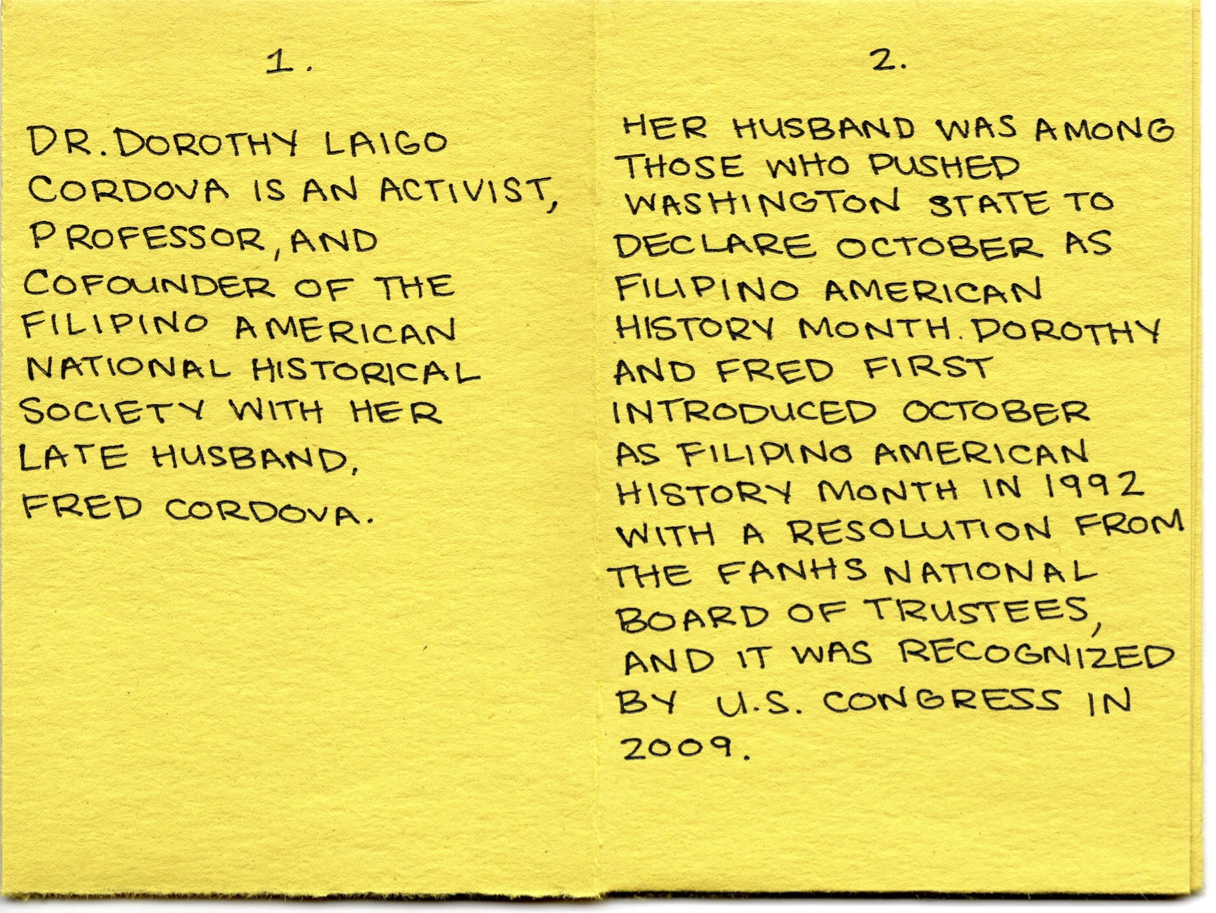 1.
DR. DOROTHY LAIGO
CORDOVA IS AN ACTIVIST,
PROFESSOR, AND
COFOUNDER OF THE
FILIPINO AMERICAN
NATIONAL HISTORICAL
SOCIETY WITH HER
LATE HUSBAND,
FRED CORDOVA.
2.
HER HUSBAND WAS AMONG
THOSE WHO PUSHED
WASHINGTON STATE TO
DECLARE OCTOBER AS
FILIPINO AMERICAN
HISTORY MONTH. DOROTHY
AND FRED FIRST
INTRODUCED OCTOBER
AS FILIPINO AMERICAN
HISTORY MONTH IN 1992
WITH A RESOLUTION FROM
THE FANHS NATIONAL
BOARD OF TRUSTEES,
AND IT WAS RECOGNIZED
BY U.S. CONGRESS IN
2009.